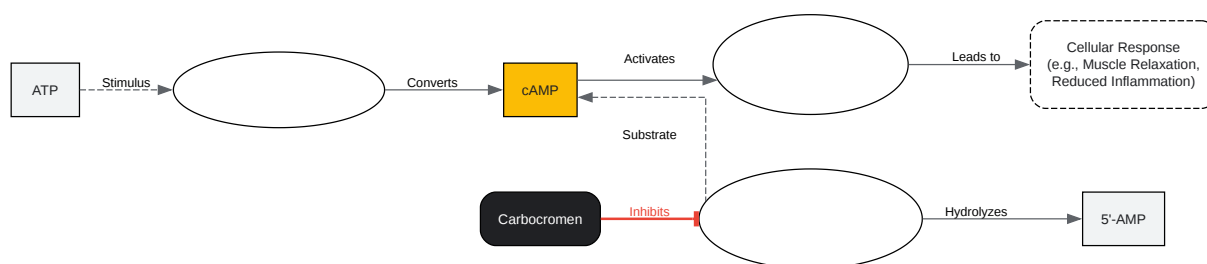 ATP
Stimulus
Converts
cAMP
Activates
Leads to
Cellular Response
(e.g., Muscle Relaxation,
Reduced Inflammation)
Substrate
Carbocromen
Inhibits
Hydrolyzes
5'-AMP